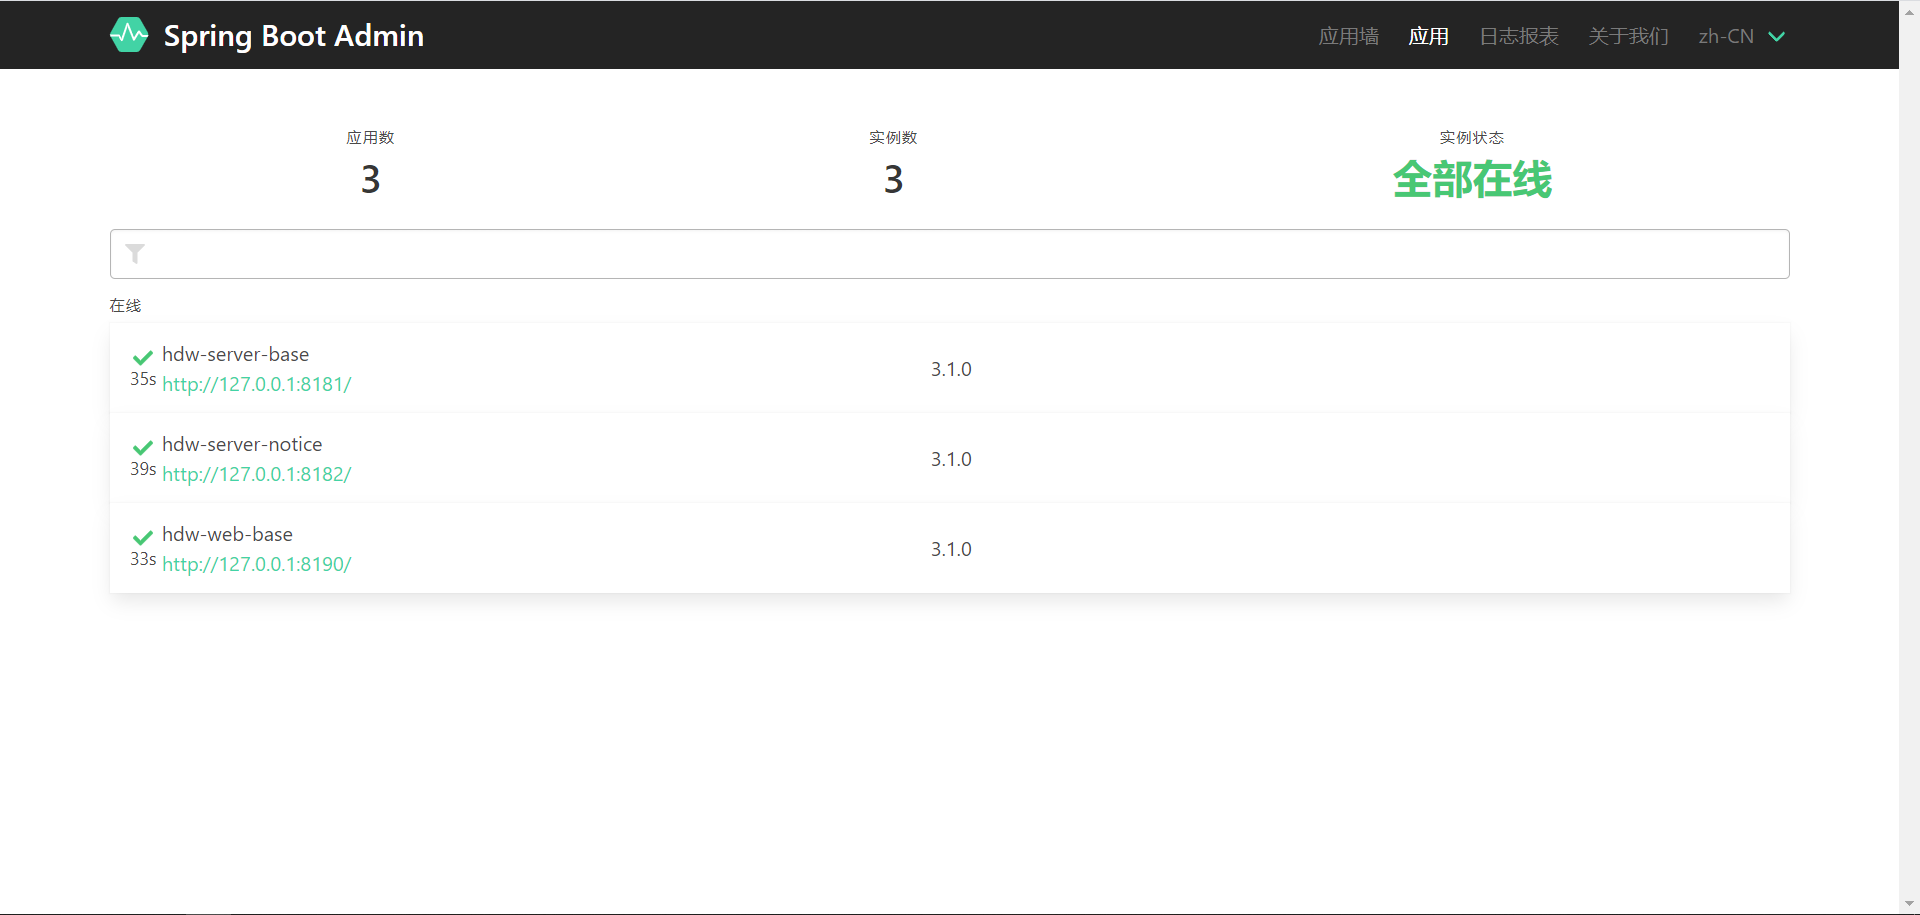 Spring Boot Admin
应用墙 应用 日志报表 关于我们 zh-CN
应用数 实例数 实例状态
3 3 全部在线
在线
hdw-server-base
35s http://127.0.0.1:8181/ 3.1.0
hdw-server-notice
39s http://127.0.0.1:8182/ 3.1.0
hdw-web-base
33s http://127.0.0.1:8190/ 3.1.0